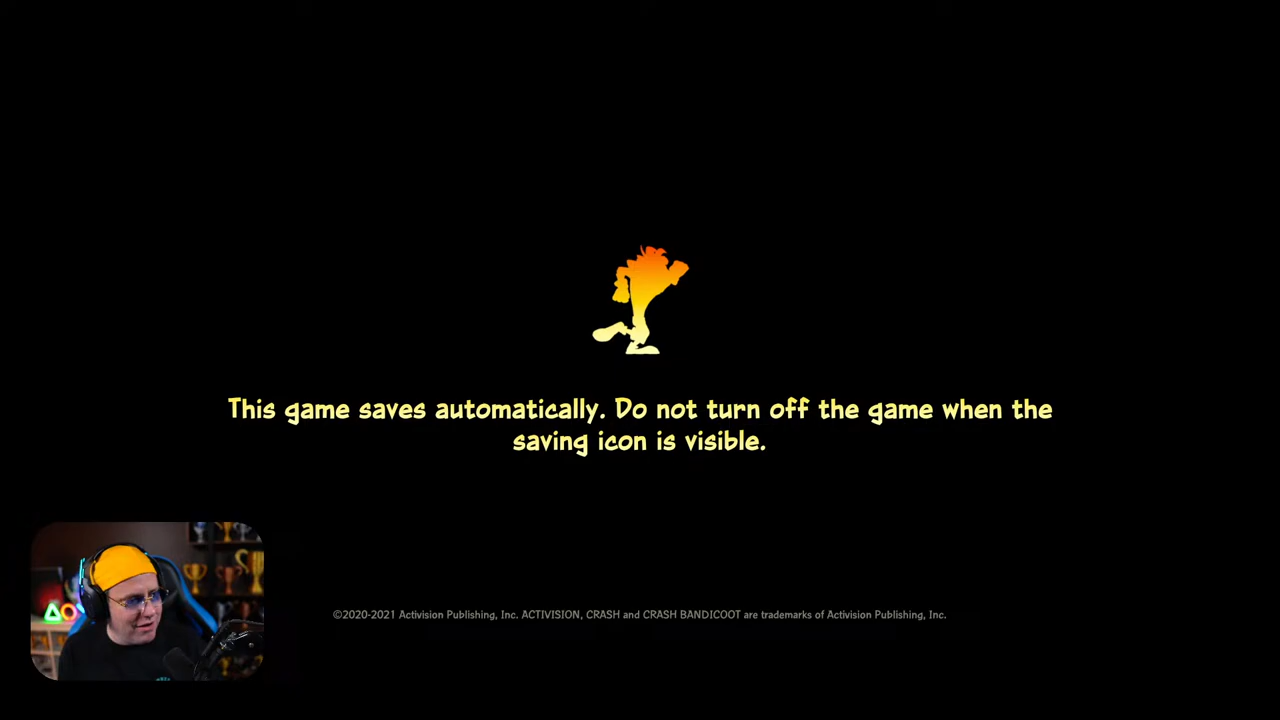 This game saves automatically. Do not turn off the game when the
saving icon is visible.
©2020-2021 Activision Publishing, Inc. ACTIVISION, CRASH and CRASH BANDICOOT are trademarks of Activision Publishing, Inc.